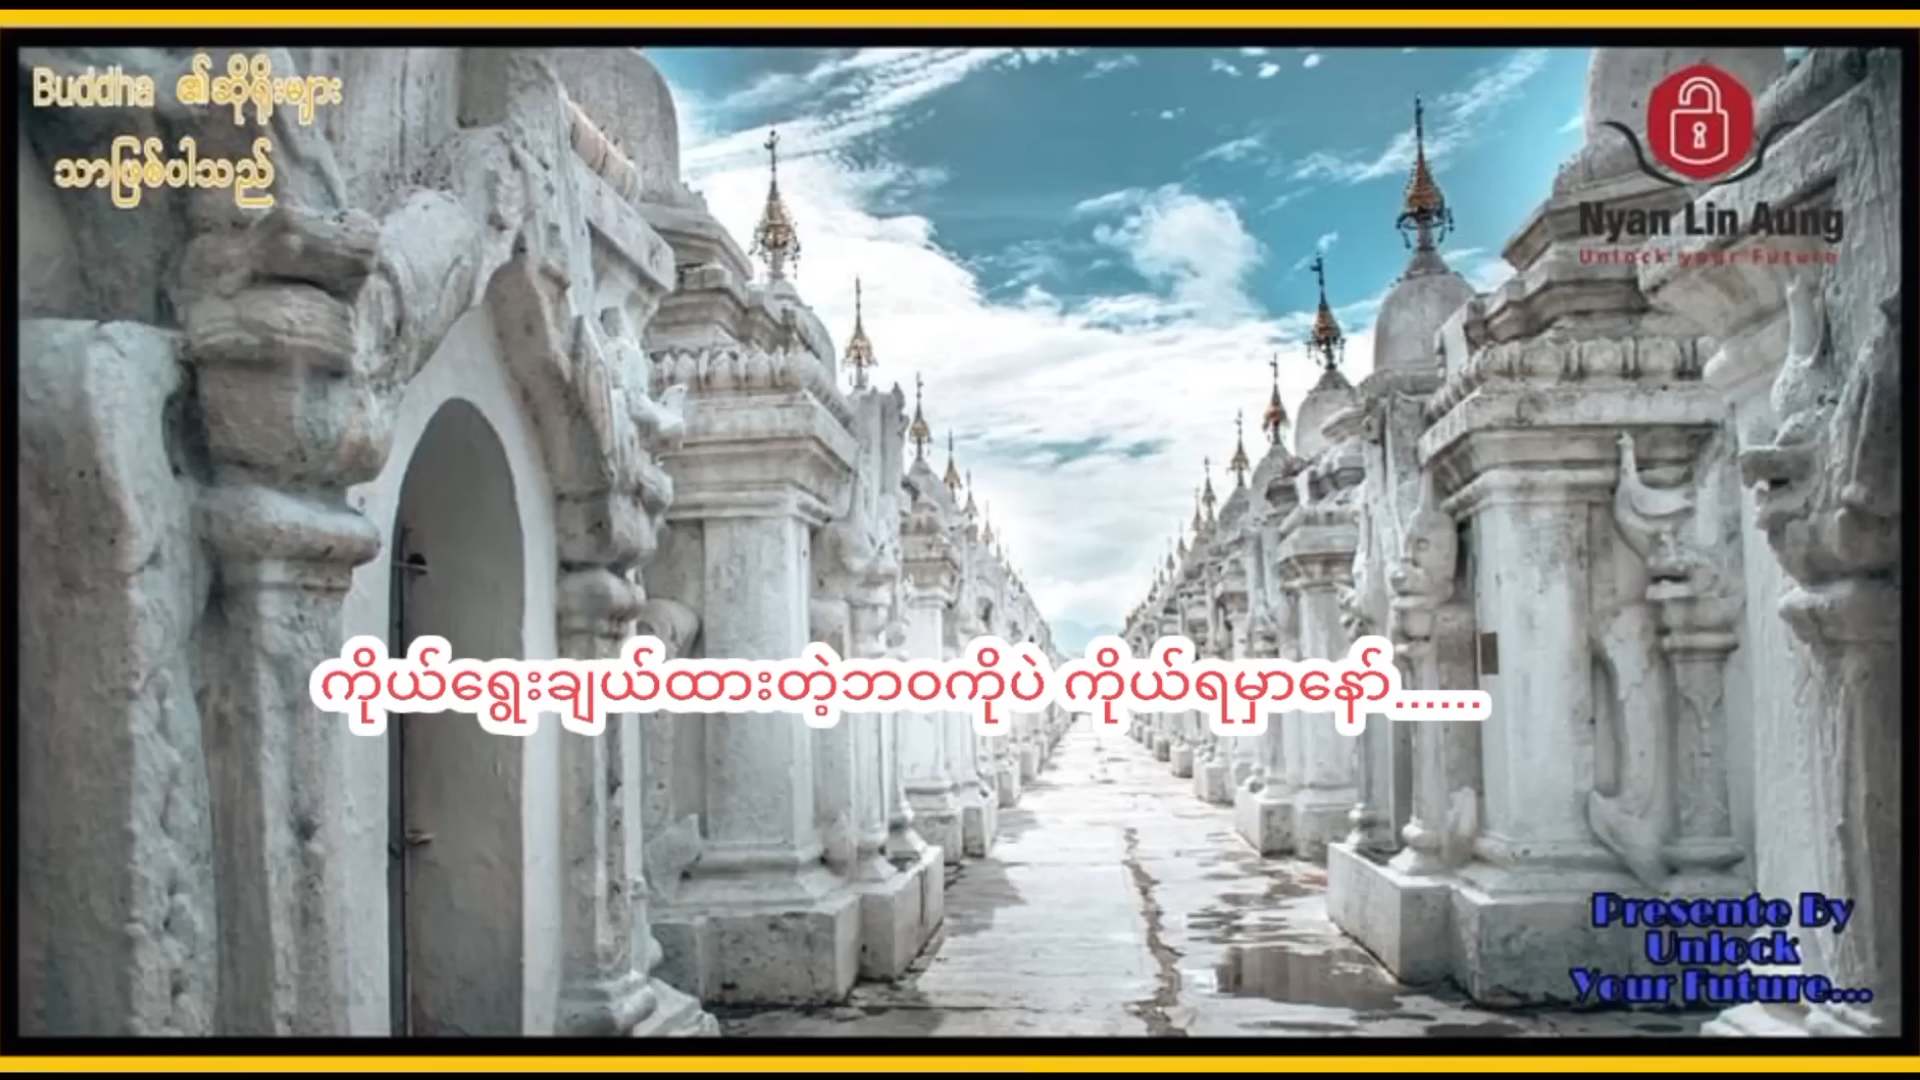 Buddha ၏ဆိုရိုးများ
သာဖြစ်ပါသည်
Nyan Lin Aung
Unlock your Future
ကိုယ်ရွေးချယ်ထားတဲ့ဘဝကိုပဲ ကိုယ်ရမှာနော်......
Presente By
Unlock
Your Future...